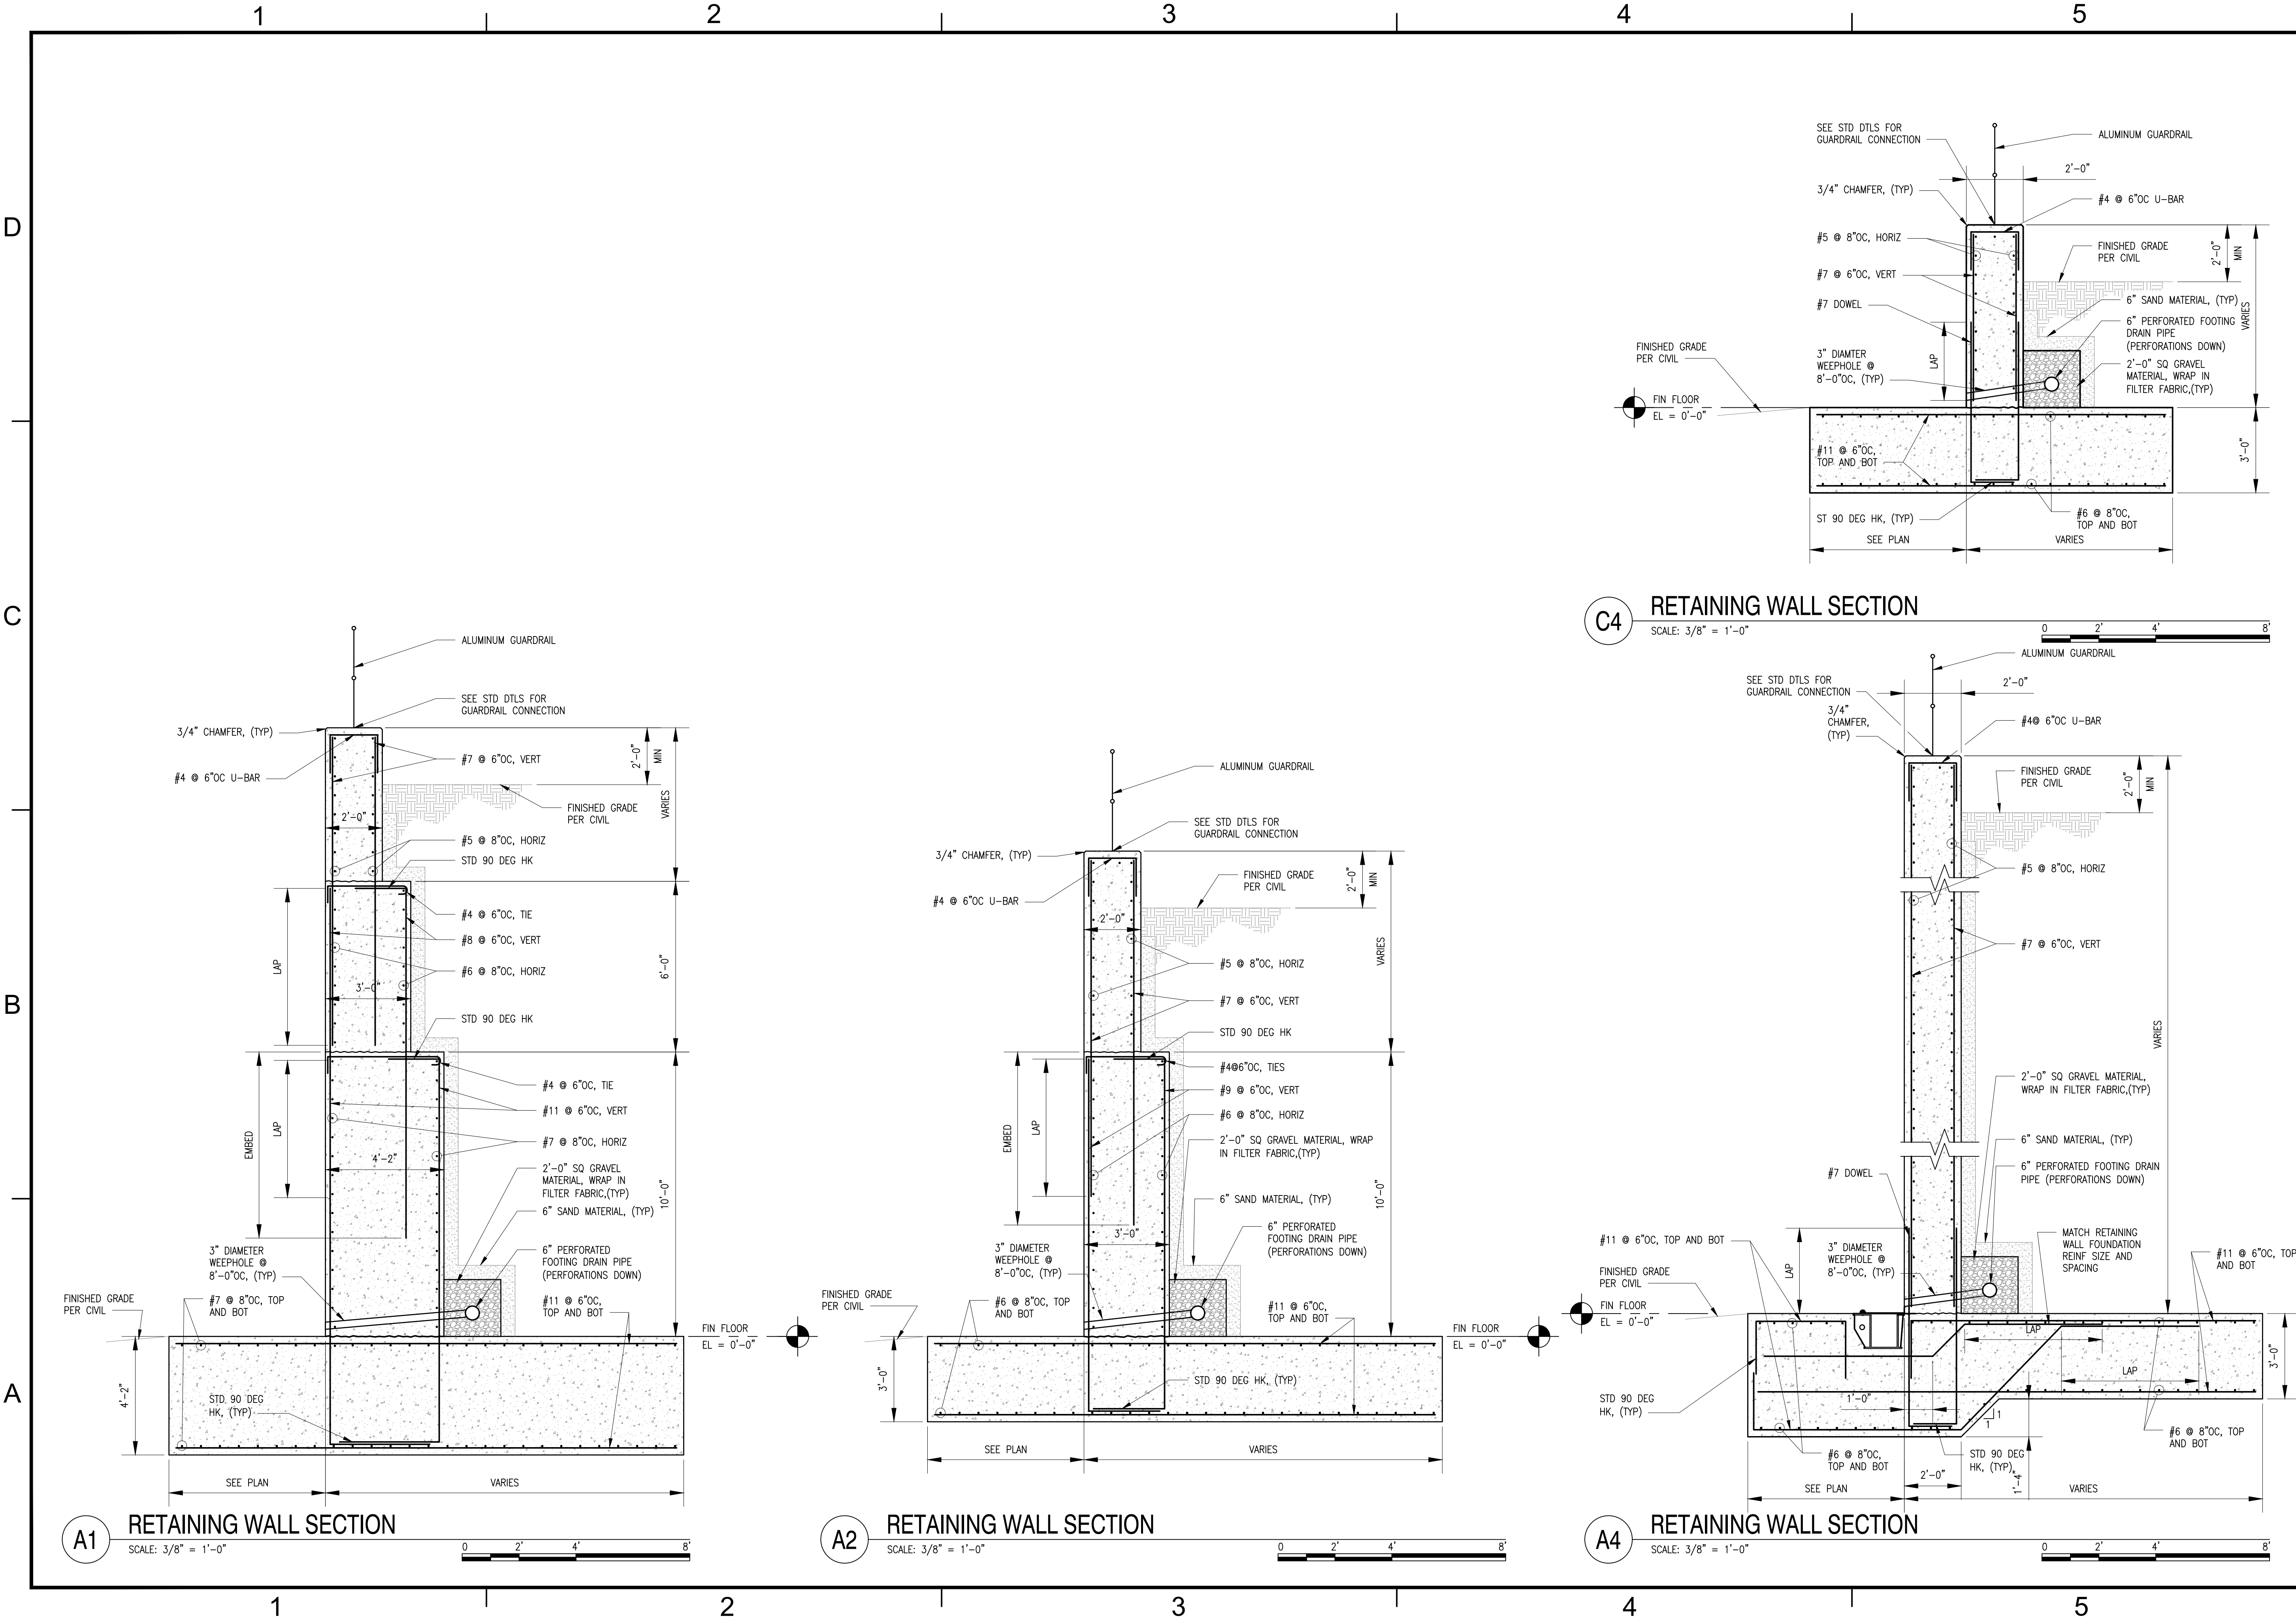 1
2
3
4
5
D
C
B
A
SEE STD DTLS FOR
GUARDRAIL CONNECTION
ALUMINUM GUARDRAIL
2'-0"
3/4" CHAMFER, (TYP)
#4 @ 6"OC U-BAR
#5 @ 8"OC, HORIZ
FINISHED GRADE
PER CIVIL
2'-0"
MIN
#7 @ 6"OC, VERT
#7 DOWEL
6" SAND MATERIAL, (TYP)
VARIES
6" PERFORATED FOOTING
DRAIN PIPE
(PERFORATIONS DOWN)
FINISHED GRADE
PER CIVIL
LAP
3" DIAMTER
WEEPHOLE @
8'-0"OC, (TYP)
2'-0" SQ GRAVEL
MATERIAL, WRAP IN
FILTER FABRIC,(TYP)
FIN FLOOR
EL = 0'-0"
#11 @ 6"OC,
TOP AND BOT
3'-0"
ST 90 DEG HK, (TYP)
#6 @ 8"OC,
TOP AND BOT
SEE PLAN
VARIES
C4
RETAINING WALL SECTION
SCALE: 3/8" = 1'-0"
0 2' 4' 8'
ALUMINUM GUARDRAIL
SEE STD DTLS FOR
GUARDRAIL CONNECTION
3/4" CHAMFER, (TYP)
#7 @ 6"OC, VERT
#4 @ 6"OC U-BAR
2'-0"
MIN
FINISHED GRADE
PER CIVIL
VARIES
2'-0"
#5 @ 8"OC, HORIZ
STD 90 DEG HK
#4 @ 6"OC, TIE
#8 @ 6"OC, VERT
LAP
#6 @ 8"OC, HORIZ
6'-0"
3'-0"
STD 90 DEG HK
#4 @ 6"OC, TIE
#11 @ 6"OC, VERT
EMBED
LAP
#7 @ 8"OC, HORIZ
4'-2"
2'-0" SQ GRAVEL
MATERIAL, WRAP IN
FILTER FABRIC,(TYP)
10'-0"
6" SAND MATERIAL, (TYP)
3" DIAMETER
WEEPHOLE @
8'-0"OC, (TYP)
6" PERFORATED
FOOTING DRAIN PIPE
(PERFORATIONS DOWN)
FINISHED GRADE
PER CIVIL
#7 @ 8"OC, TOP
AND BOT
#11 @ 6"OC,
TOP AND BOT
FIN FLOOR
EL = 0'-0"
4'-2"
STD 90 DEG
HK, (TYP)
SEE PLAN
VARIES
A1
RETAINING WALL SECTION
SCALE: 3/8" = 1'-0"
0 2' 4' 8'
ALUMINUM GUARDRAIL
SEE STD DTLS FOR
GUARDRAIL CONNECTION
3/4" CHAMFER, (TYP)
FINISHED GRADE
PER CIVIL
2'-0"
MIN
#4 @ 6"OC U-BAR
2'-0"
VARIES
#5 @ 8"OC, HORIZ
#7 @ 6"OC, VERT
STD 90 DEG HK
#4@6"OC, TIES
#9 @ 6"OC, VERT
#6 @ 8"OC, HORIZ
EMBED
LAP
2'-0" SQ GRAVEL MATERIAL, WRAP
IN FILTER FABRIC,(TYP)
6" SAND MATERIAL, (TYP)
10'-0"
3'-0"
6" PERFORATED
FOOTING DRAIN PIPE
(PERFORATIONS DOWN)
3" DIAMETER
WEEPHOLE @
8'-0"OC, (TYP)
FINISHED GRADE
PER CIVIL
#6 @ 8"OC, TOP
AND BOT
#11 @ 6"OC,
TOP AND BOT
FIN FLOOR
EL = 0'-0"
3'-0"
STD 90 DEG HK, (TYP)
SEE PLAN
VARIES
A2
RETAINING WALL SECTION
SCALE: 3/8" = 1'-0"
0 2' 4' 8'
ALUMINUM GUARDRAIL
SEE STD DTLS FOR
GUARDRAIL CONNECTION
2'-0"
3/4"
CHAMFER,
(TYP)
#4@ 6"OC U-BAR
FINISHED GRADE
PER CIVIL
2'-0"
MIN
#5 @ 8"OC, HORIZ
#7 @ 6"OC, VERT
VARIES
2'-0" SQ GRAVEL MATERIAL,
WRAP IN FILTER FABRIC,(TYP)
6" SAND MATERIAL, (TYP)
#7 DOWEL
6" PERFORATED FOOTING DRAIN
PIPE (PERFORATIONS DOWN)
#11 @ 6"OC, TOP AND BOT
LAP
3" DIAMETER
WEEPHOLE @
8'-0"OC, (TYP)
MATCH RETAINING
WALL FOUNDATION
REINF SIZE AND
SPACING
#11 @ 6"OC, TOP
AND BOT
FINISHED GRADE
PER CIVIL
FIN FLOOR
EL = 0'-0"
LAP
LAP
3'-0"
1'-0"
STD 90 DEG
HK, (TYP)
1
1
#6 @ 8"OC,
TOP AND BOT
STD 90 DEG
HK, (TYP)
#6 @ 8"OC, TOP
AND BOT
2'-0"
1'-4"
SEE PLAN
VARIES
A4
RETAINING WALL SECTION
SCALE: 3/8" = 1'-0"
0 2' 4' 8'
1
2
3
4
5